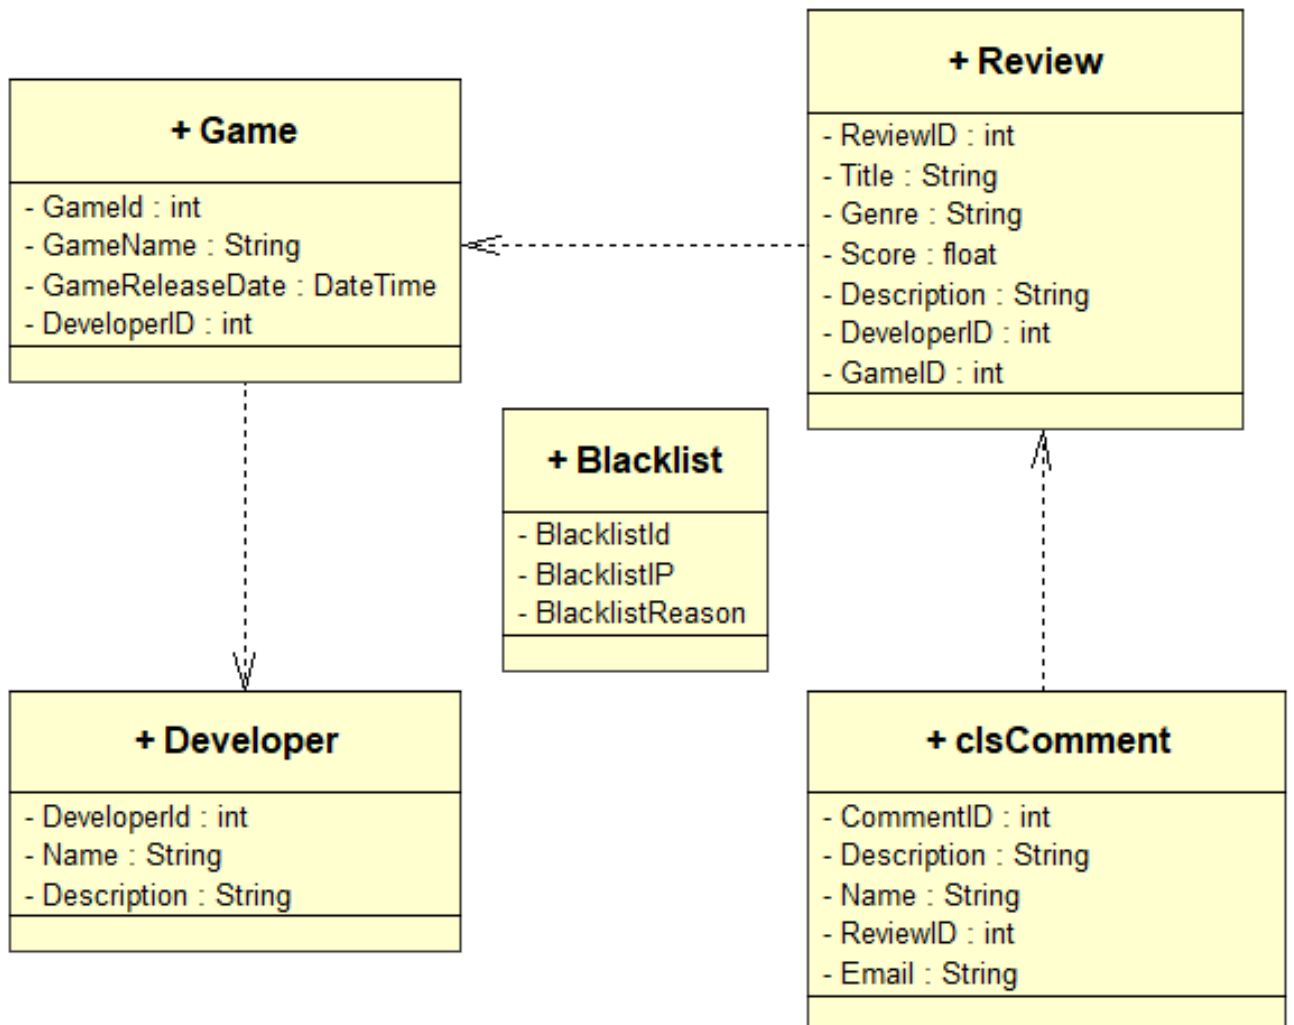 + Game
- GameId : int
- GameName : String
- GameReleaseDate : DateTime
- DeveloperID : int
+ Review
- ReviewID : int
- Title : String
- Genre : String
- Score : float
- Description : String
- DeveloperID : int
- GameID : int
+ Blacklist
- BlacklistId
- BlacklistIP
- BlacklistReason
+ Developer
- DeveloperId : int
- Name : String
- Description : String
+ clsComment
- CommentID : int
- Description : String
- Name : String
- ReviewID : int
- Email : String